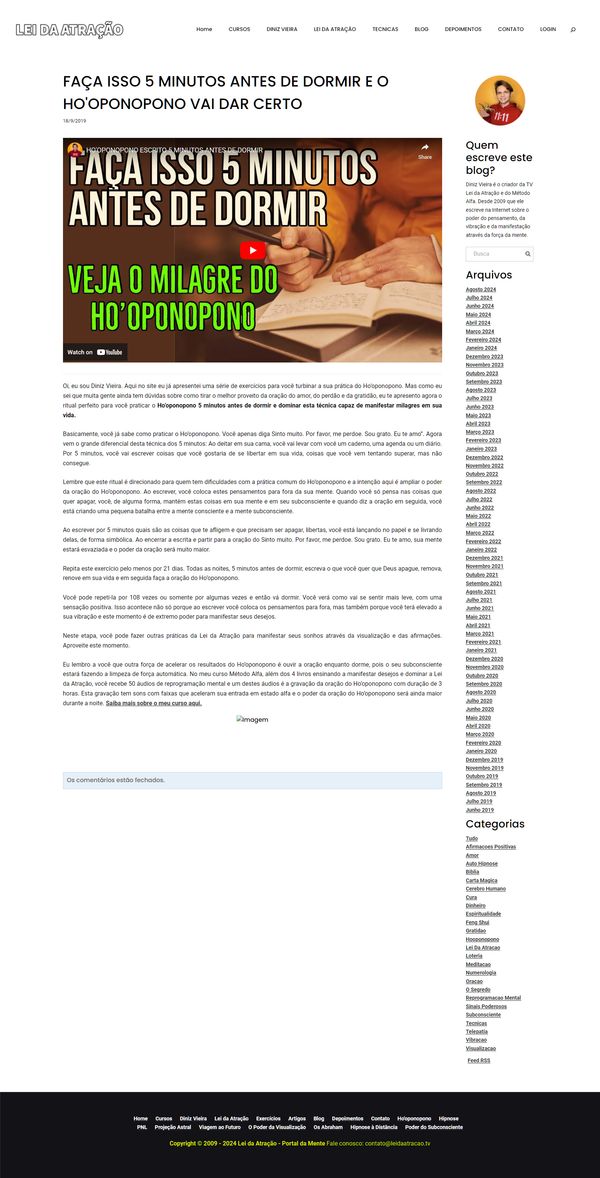 LEI DA ATRAÇÃO
Home CURSOS DINIZ VIEIRA LEI DA ATRAÇÃO TECNICAS BLOG DEPOIMENTOS CONTATO LOGIN
FAÇA ISSO 5 MINUTOS ANTES DE DORMIR E O
HO'OPONOPONO VAI DAR CERTO
18/9/2019
HO'OPONOPONO ESCRITO 5 MINUTOS ANTES DE DORMIR
Share
FAÇA ISSO 5 MINUTOS
ANTES DE DORMIR
VEJA O MILAGRE DO
HO'OPONOPONO
Watch on YouTube
Oi, eu sou Diniz Vieira. Aqui no site eu já apresentei uma série de exercícios para você turbinar a sua prática do Ho'oponopono. Mas como eu
sei que muita gente ainda tem dúvidas sobre como tirar o melhor proveito da oração do amor, do perdão e da gratidão, eu te apresento agora o
ritual perfeito para você praticar o Ho'oponopono 5 minutos antes de dormir e dominar esta técnica capaz de manifestar milagres em sua
vida.
Basicamente, você já sabe como praticar o Ho'oponopono. Você apenas diga Sinto muito. Por favor, me perdoe. Sou grato. Eu te amo". Agora
vem o grande diferencial desta técnica dos 5 minutos: Ao deitar em sua cama, você vai levar com você um caderno, uma agenda ou um diário.
Por 5 minutos, você vai escrever coisas que você gostaria de se libertar em sua vida, coisas que você vem tentando superar, mas não
consegue.
Lembre que este ritual é direcionado para quem tem dificuldades com a prática comum do Ho'oponopono e a intenção aqui é ampliar o poder
da oração do Ho'oponopono. Ao escrever, você coloca estes pensamentos para fora da sua mente. Quando você só pensa nas coisas que
quer apagar, você, de alguma forma, mantém estas coisas em sua mente e em seu subconsciente e quando diz a oração em seguida, você
está criando uma pequena batalha entre a mente consciente e a mente subconsciente.
Ao escrever por 5 minutos quais são as coisas que te afligem e que precisam ser apagar, libertas, você está lançando no papel e se livrando
delas, de forma simbólica. Ao encerrar a escrita e partir para a oração do Sinto muito. Por favor, me perdoe. Sou grato. Eu te amo, sua mente
estará esvaziada e o poder da oração será muito maior.
Repita este exercício pelo menos por 21 dias. Todas as noites, 5 minutos antes de dormir, escreva o que você quer que Deus apague, remova,
renove em sua vida e em seguida faça a oração do Ho'oponopono.
Você pode repeti-la por 108 vezes ou somente por algumas vezes e então vá dormir. Você verá como vai se sentir mais leve, com uma
sensação positiva. Isso acontece não só porque ao escrever você coloca os pensamentos para fora, mas também porque você terá elevado a
sua vibração e este momento é de extremo poder para manifestar seus desejos.
Neste etapa, você pode fazer outras práticas da Lei da Atração para manifestar seus sonhos através da visualização e das afirmações.
Aproveite este momento.
Eu lembro a você que outra força de acelerar os resultados do Ho'oponopono é ouvir a oração enquanto dorme, pois o seu subconsciente
estará fazendo a limpeza de força automática. No meu curso Método Alfa, além dos 4 livros ensinando a manifestar desejos e dominar a Lei
da Atração, você recebe 50 áudios de reprogramação mental e um destes áudios é a gravação da oração do Ho'oponopono com duração de 3
horas. Esta gravação tem sons com faixas que aceleram sua entrada em estado alfa e o poder da oração do Ho'oponopono será ainda maior
durante a noite. Saiba mais sobre o meu curso aqui.
Imagem
Os comentários estão fechados.
11:11
Quem
escreve este
blog?
Diniz Vieira é o criador da TV
Lei da Atração e do Método
Alfa. Desde 2009 que ele
escreve na Internet sobre o
poder do pensamento, da
vibração e da manifestação
através da força da mente.
Busca
Arquivos
Agosto 2024
Julho 2024
Junho 2024
Maio 2024
Abril 2024
Marco 2024
Fevereiro 2024
Janeiro 2024
Dezembro 2023
Novembro 2023
Outubro 2023
Setembro 2023
Agosto 2023
Julho 2023
Junho 2023
Maio 2023
Abril 2023
Março 2023
Fevereiro 2023
Janeiro 2023
Dezembro 2022
Novembro 2022
Outubro 2022
Setembro 2022
Agosto 2022
Julho 2022
Junho 2022
Maio 2022
Abril 2022
Marco 2022
Fevereiro 2022
Janeiro 2022
Dezembro 2021
Novembro 2021
Outubro 2021
Setembro 2021
Agosto 2021
Julho 2021
Junho 2021
Maio 2021
Abril 2021
Marco 2021
Fevereiro 2021
Janeiro 2021
Dezembro 2020
Novembro 2020
Outubro 2020
Setembro 2020
Agosto 2020
Julho 2020
Junho 2020
Maio 2020
Abril 2020
Março 2020
Fevereiro 2020
Janeiro 2020
Dezembro 2019
Novembro 2019
Outubro 2019
Setembro 2019
Agosto 2019
Julho 2019
Junho 2019
Categorias
Tudo
Afirmacoes Positivas
Amor
Auto Hipnose
Biblia
Carta Magica
Cerebro Humano
Cura
Dinheiro
Espiritualidade
Feng Shui
Gratidao
Hooponopono
Lei Da Atracao
Loteria
Meditacao
Numerologia
Oracao
O Segredo
Reprogramacao Mental
Sinais Poderosos
Subconsciente
Tecnicas
Telepatia
Vibracao
Visualizacao
Feed RSS
Home Cursos Diniz Vieira Lei da Atração Exercícios Artigos Blog Depoimentos Contato Ho'oponopono Hipnose
PNL Projeção Astral Viagem ao Futuro O Poder da Visualização Os Abraham Hipnose à Distância Poder do Subconsciente
Copyright © 2009 - 2024 Lei da Atração - Portal da Mente Fale conosco: contato@leidaatracao.tv